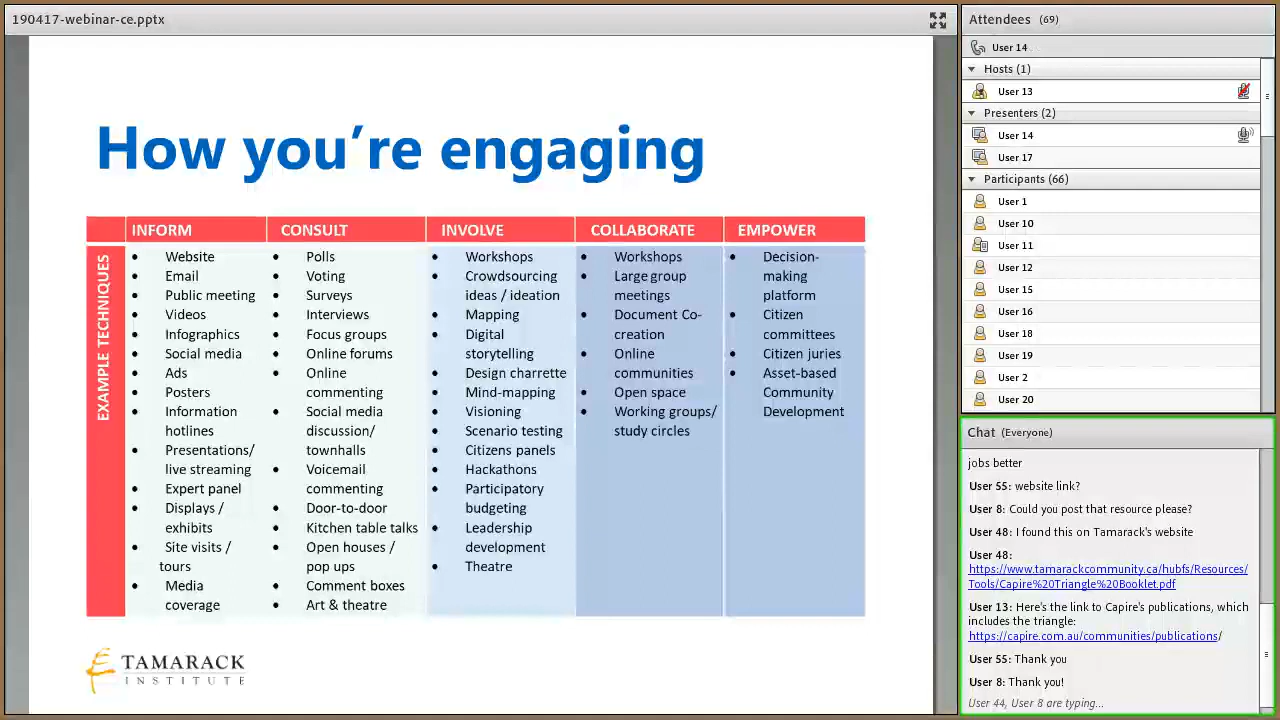 190417-webinar-ce.pptx
How you're engaging
INFORM
CONSULT
INVOLVE
COLLABORATE
EMPOWER
EXAMPLE TECHNIQUES
• Website
• Email
• Public meeting
• Videos
• Infographics
• Social media
• Ads
• Posters
• Information
hotlines
• Presentations/
live streaming
• Expert panel
• Displays /
exhibits
• Site visits /
tours
• Media
coverage
• Polls
• Voting
• Surveys
• Interviews
• Focus groups
• Online forums
• Online
commenting
• Social media
discussion/
townhalls
• Voicemail
commenting
• Door-to-door
• Kitchen table talks
• Open houses /
pop ups
• Comment boxes
• Art & theatre
• Workshops
• Crowdsourcing
ideas / ideation
• Mapping
• Digital
storytelling
• Design charrette
• Mind-mapping
• Visioning
• Scenario testing
• Citizens panels
• Hackathons
• Participatory
budgeting
• Leadership
development
• Theatre
• Workshops
• Large group
meetings
• Document Co-
creation
• Online
communities
• Open space
• Working groups/
study circles
• Decision-
making
platform
• Citizen
committees
• Citizen juries
• Asset-based
Community
Development
TAMARACK
INSTITUTE
Attendees (69)
User 14
Hosts (1)
User 13
Presenters (2)
User 14
User 17
Participants (66)
User 1
User 10
User 11
User 12
User 15
User 16
User 18
User 19
User 2
User 20
Chat (Everyone)
jobs better
User 55: website link?
User 8: Could you post that resource please?
User 48: I found this on Tamarack's website
User 48:
https://www.tamarackcommunity.ca/hubfs/Resources/
Tools/Capire%20Triangle%20Booklet.pdf
User 13: Here's the link to Capire's publications, which
includes the triangle:
https://capire.com.au/communities/publications/
User 55: Thank you
User 8: Thank you!
User 44, User 8 are typing...